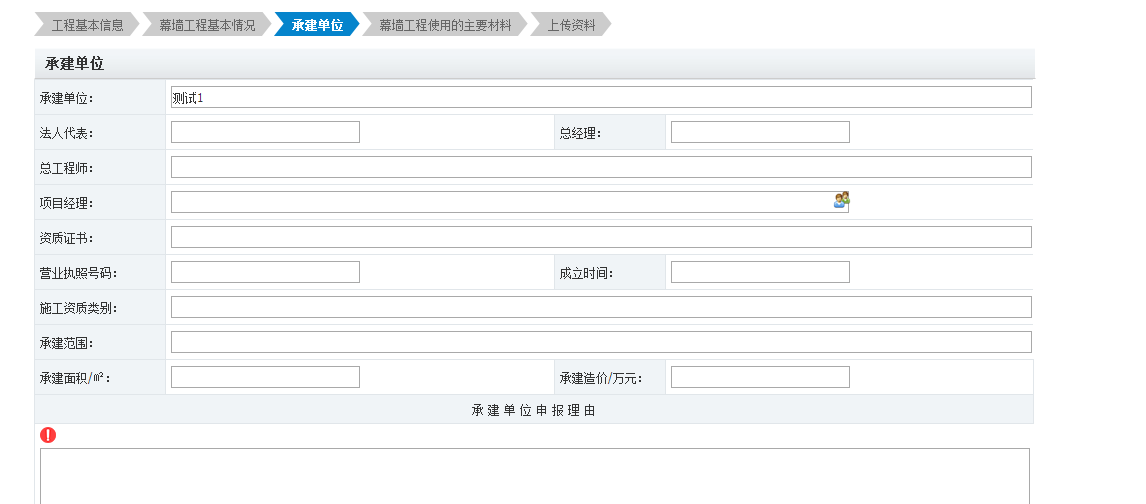 工程基本信息 幕墙工程基本情况 承建单位 幕墙工程使用的主要材料 上传资料
承建单位
承建单位: 测试1
法人代表: 总经理:
总工程师:
项目经理:
资质证书:
营业执照号码: 成立时间:
施工资质类别:
承建范围:
承建面积/㎡: 承建造价/万元:
承建单位申报理由